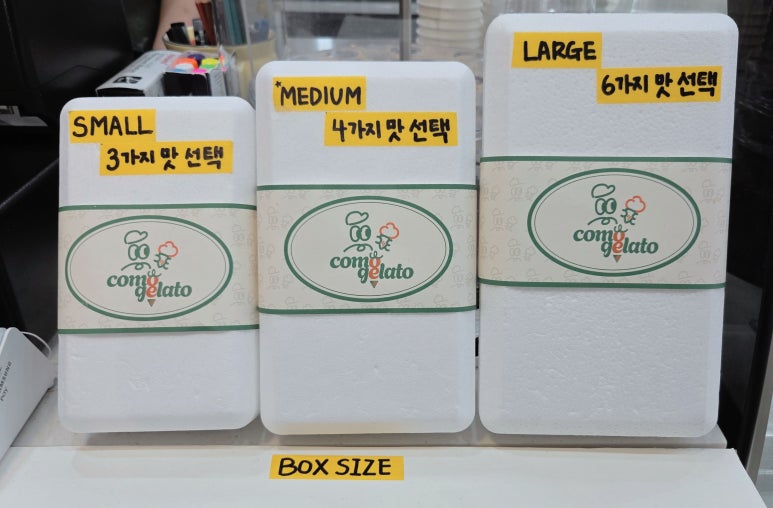 SMALL
3가지 맛 선택
como
gelato
*MEDIUM
4가지 맛 선택
como
gelato
LARGE
6가지 맛 선택
como
gelato
BOX SIZE